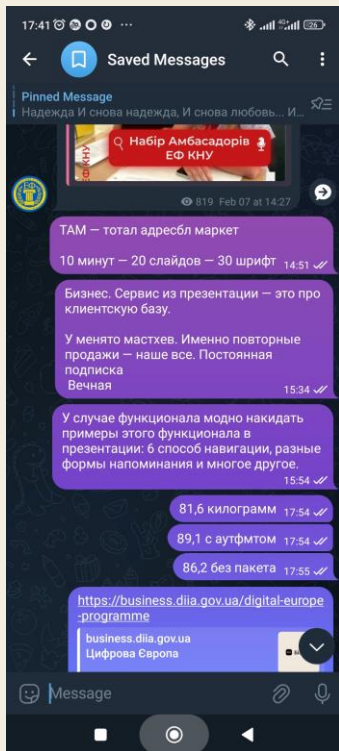 17:41
4G+
26
Saved Messages
Pinned Message
Надежда И снова надежда, И снова любовь... И...
ЕФ КНУ
Набір Амбасадорів
ЕФ КНУ
819 Feb 07 at 14:27
ТАМ — тотал адресбл маркет
10 минут — 20 слайдов — 30 шрифт 14:51
Бизнес. Сервис из презентации — это про
клиентскую базу.
У менято мастхев. Именно повторные
продажи — наше все. Постоянная
подписка
Вечная
15:34
У случае функционала модно накидать
примеры этого функционала в
презентации: 6 способ навигации, разные
формы напоминания и многое другое.
15:54
81,6 килограмм 17:54
89,1 с аутфмтом 17:54
86,2 без пакета 17:55
https://business.diia.gov.ua/digital-europe
-programme
business.diia.gov.ua
Цифрова Європа
Message